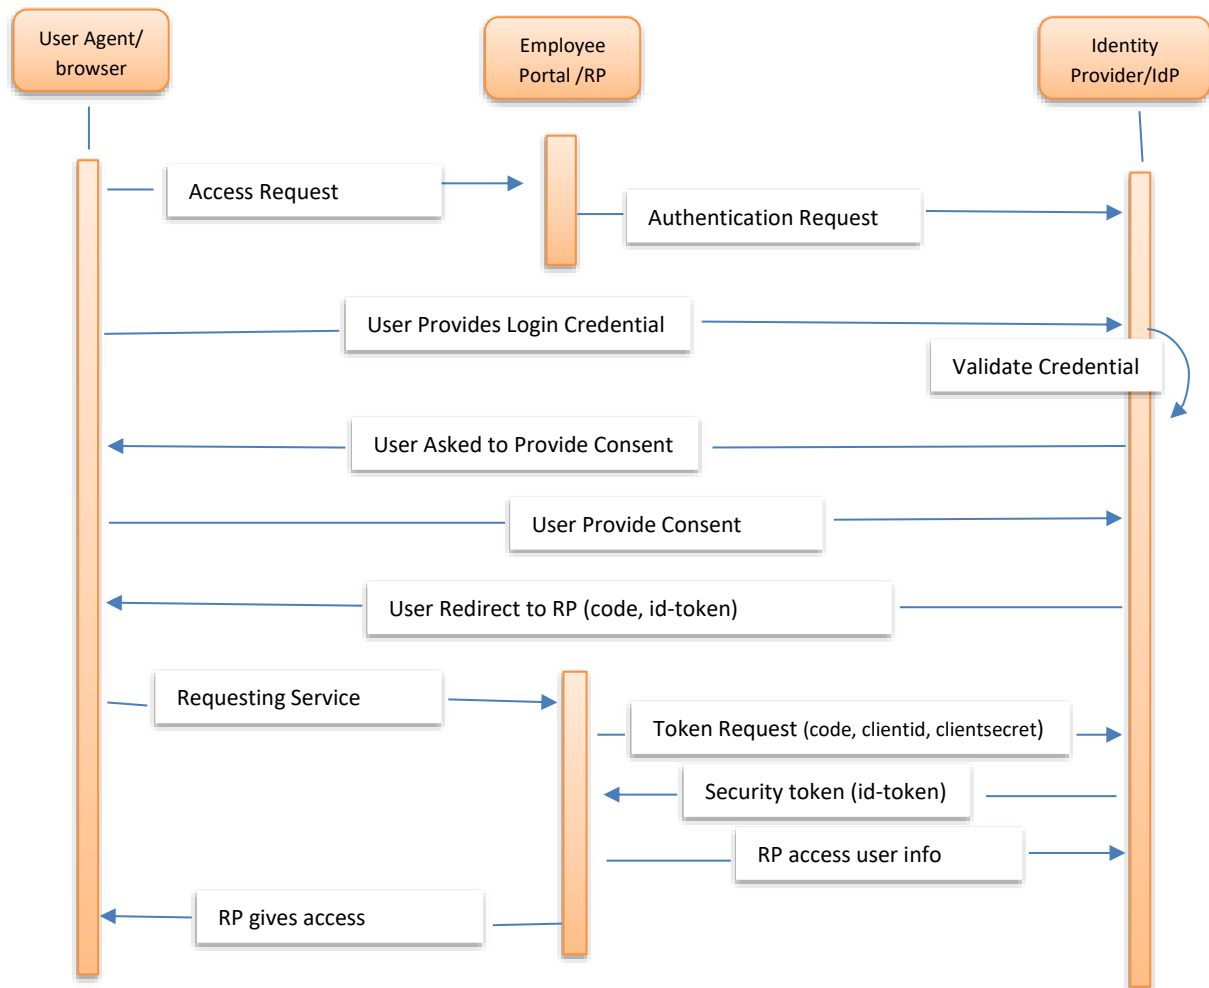 User Agent/
browser
Employee
Portal /RP
Identity
Provider/IdP
Access Request
Authentication Request
User Provides Login Credential
Validate Credential
User Asked to Provide Consent
User Provide Consent
User Redirect to RP (code, id-token)
Requesting Service
Token Request (code, clientid, clientsecret)
Security token (id-token)
RP access user info
RP gives access